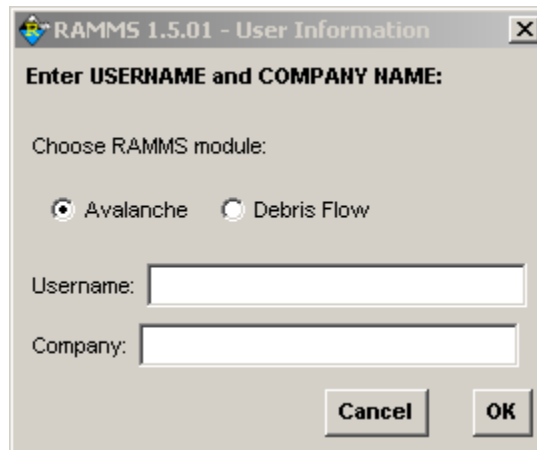 RAMMS 1.5.01 - User Information
Enter USERNAME and COMPANY NAME:
Choose RAMMS module:
Avalanche Debris Flow
Username:
Company:
Cancel OK